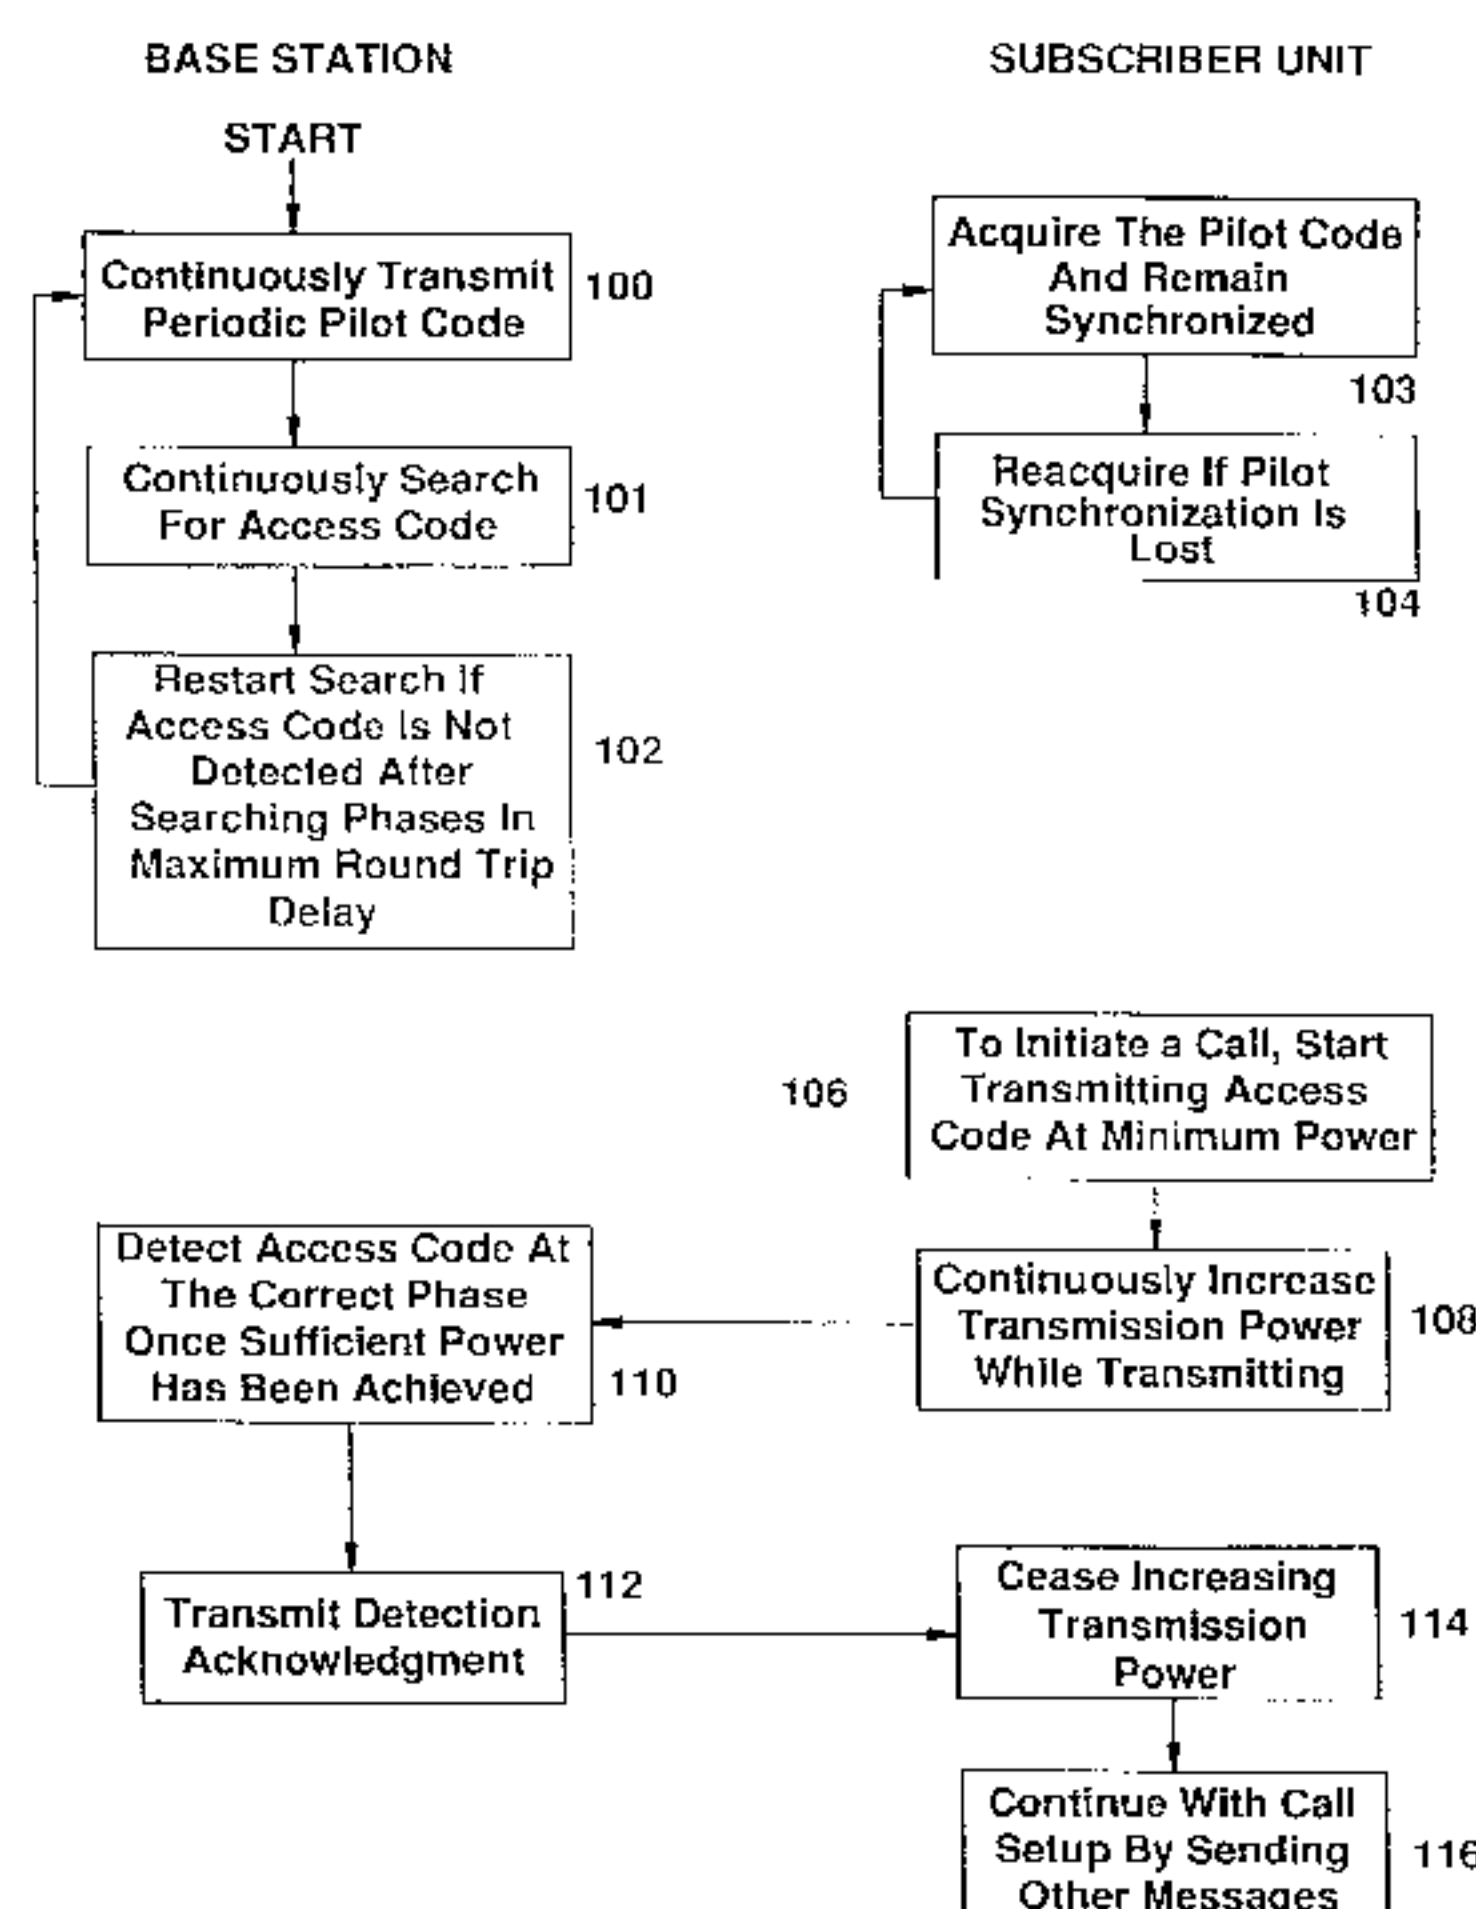 BASE STATION
SUBSCRIBER UNIT
START
Continuously Transmit
Periodic Pilot Code
100
Acquire The Pilot Code
And Remain
Synchronized
103
Continuously Search
For Access Code
101
Reacquire If Pilot
Synchronization Is
Lost
104
Restart Search If
Access Code Is Not
Detected After
Searching Phases In
Maximum Round Trip
Delay
102
To Initiate a Call, Start
Transmitting Access
Code At Minimum Power
106
Continuously Increase
Transmission Power
While Transmitting
108
Detect Access Code At
The Correct Phase
Once Sufficient Power
Has Been Achieved
110
Transmit Detection
Acknowledgment
112
Cease Increasing
Transmission
Power
114
Continue With Call
Setup By Sending
Other Messages
116